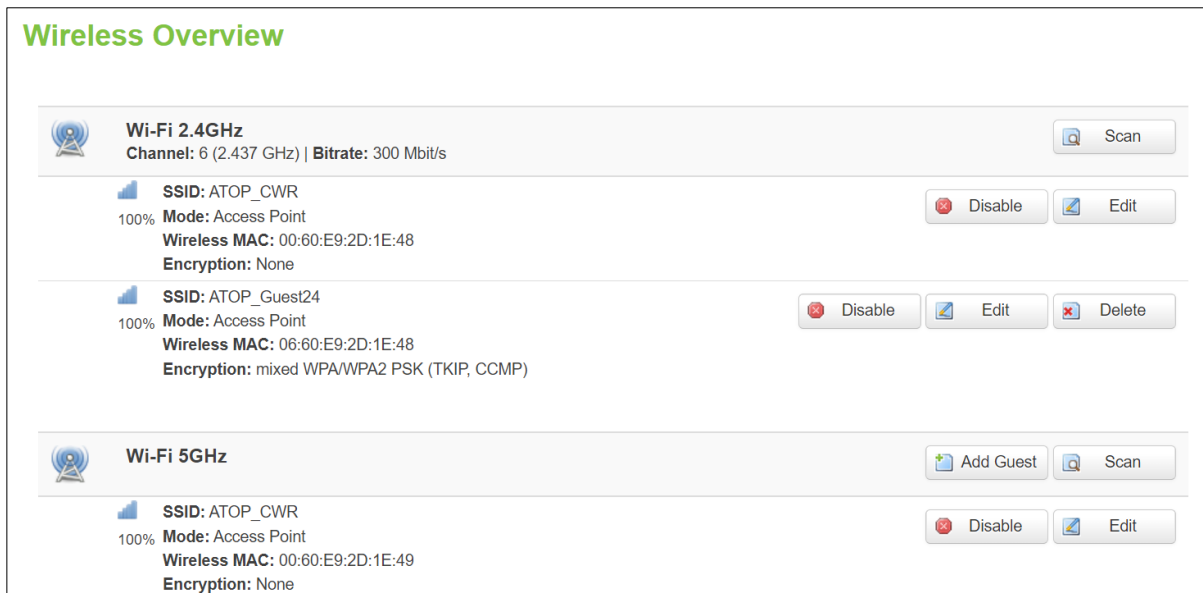 Wireless Overview
Wi-Fi 2.4GHz
Channel: 6 (2.437 GHz) | Bitrate: 300 Mbit/s
Scan
SSID: ATOP_CWR
100% Mode: Access Point
Wireless MAC: 00:60:E9:2D:1E:48
Encryption: None
Disable Edit
SSID: ATOP_Guest24
100% Mode: Access Point
Wireless MAC: 06:60:E9:2D:1E:48
Encryption: mixed WPA/WPA2 PSK (TKIP, CCMP)
Disable Edit Delete
Wi-Fi 5GHz
Add Guest Scan
SSID: ATOP_CWR
100% Mode: Access Point
Wireless MAC: 00:60:E9:2D:1E:49
Encryption: None
Disable Edit